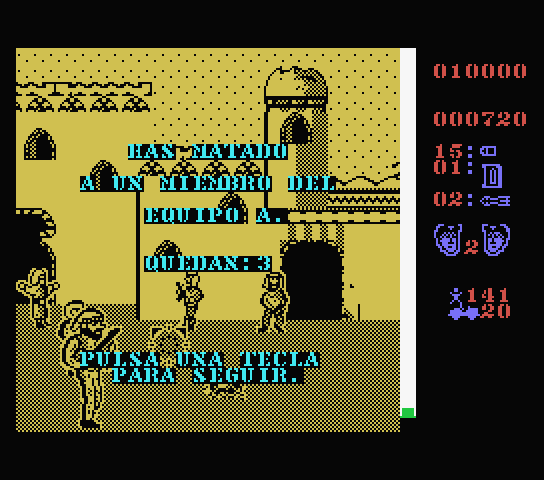 010000
000720
HAS MATADO
15:
01:
A UN MIEMBRO DEL
02:
EQUIPO A.
2
QUEDAN:3
141
20
PULSA UNA TECLA
PARA SEGUIR.